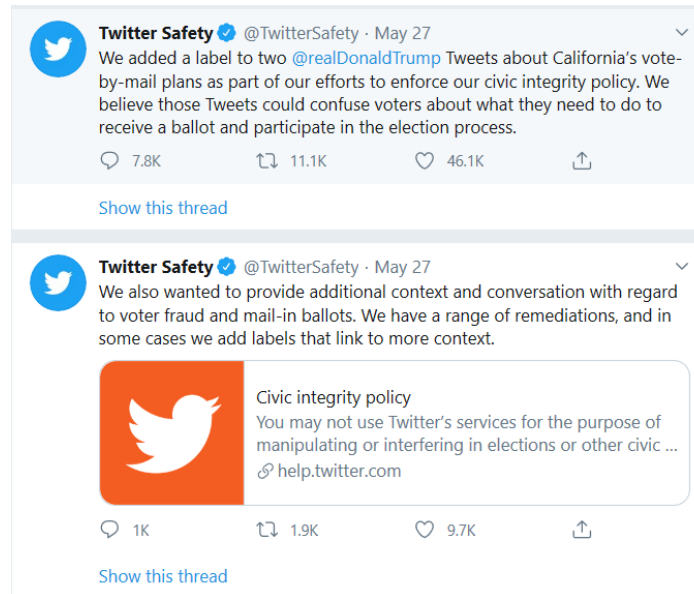 Twitter Safety @TwitterSafety · May 27
We added a label to two @realDonaldTrump Tweets about California's vote-
by-mail plans as part of our efforts to enforce our civic integrity policy. We
believe those Tweets could confuse voters about what they need to do to
receive a ballot and participate in the election process.
7.8K 11.1K 46.1K
Show this thread
Twitter Safety @TwitterSafety · May 27
We also wanted to provide additional context and conversation with regard
to voter fraud and mail-in ballots. We have a range of remediations, and in
some cases we add labels that link to more context.
Civic integrity policy
You may not use Twitter's services for the purpose of
manipulating or interfering in elections or other civic ...
help.twitter.com
1K 1.9K 9.7K
Show this thread